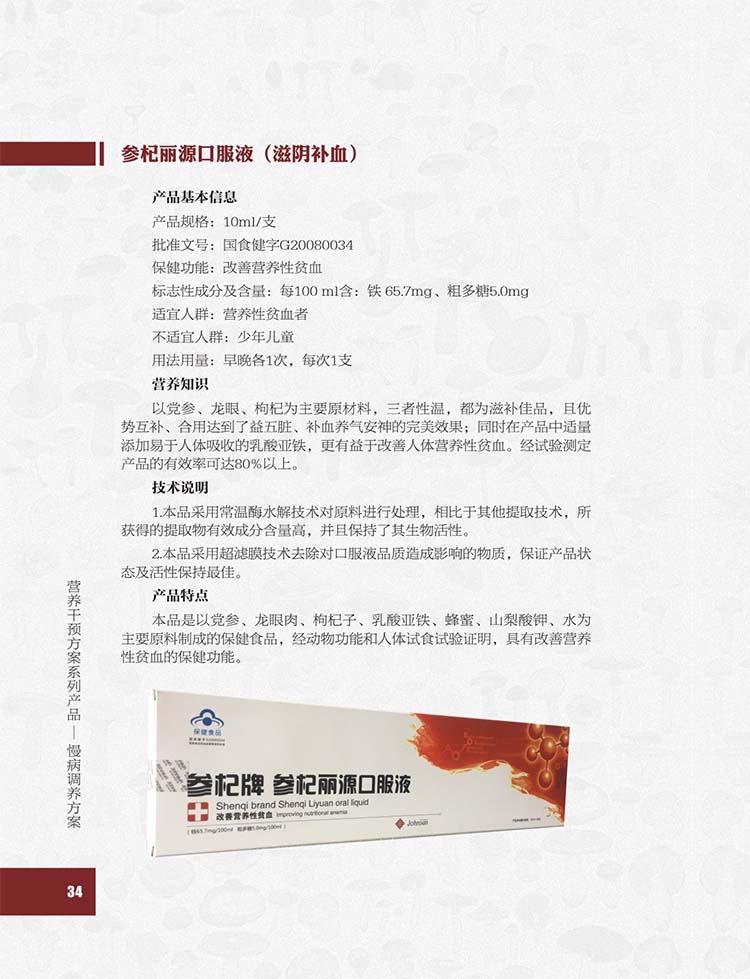 参杞丽源口服液（滋阴补血）
产品基本信息
产品规格：10ml/支
批准文号：国食健字G20080034
保健功能：改善营养性贫血
标志性成分及含量：每100 ml含：铁 65.7mg、粗多糖5.0mg
适宜人群：营养性贫血者
不适宜人群：少年儿童
用法用量：早晚各1次，每次1支
营养知识
以党参、龙眼、枸杞为主要原材料，三者性温，都为滋补佳品，且优
势互补、合用达到了益五脏、补血养气安神的完美效果；同时在产品中适量
添加易于人体吸收的乳酸亚铁，更有益于改善人体营养性贫血。经试验测定
产品的有效率可达80%以上。
技术说明
1.本品采用常温酶水解技术对原料进行处理，相比于其他提取技术，所
获得的提取物有效成分含量高，并且保持了其生物活性。
2.本品采用超滤膜技术去除对口服液品质造成影响的物质，保证产品状
态及活性保持最佳。
产品特点
本品是以党参、龙眼肉、枸杞子、乳酸亚铁、蜂蜜、山梨酸钾、水为
主要原料制成的保健食品，经动物功能和人体试食试验证明，具有改善营养
性贫血的保健功能。
营养干预方案系列产品—慢病调养方案
保健食品
参杞牌 参杞丽源口服液
Shenqi brand Shenqi Liyuan oral liquid
改善营养性贫血 Improving nutritional anemia
（铁65.7mg/100ml 粗多糖5.0mg/100ml）
34